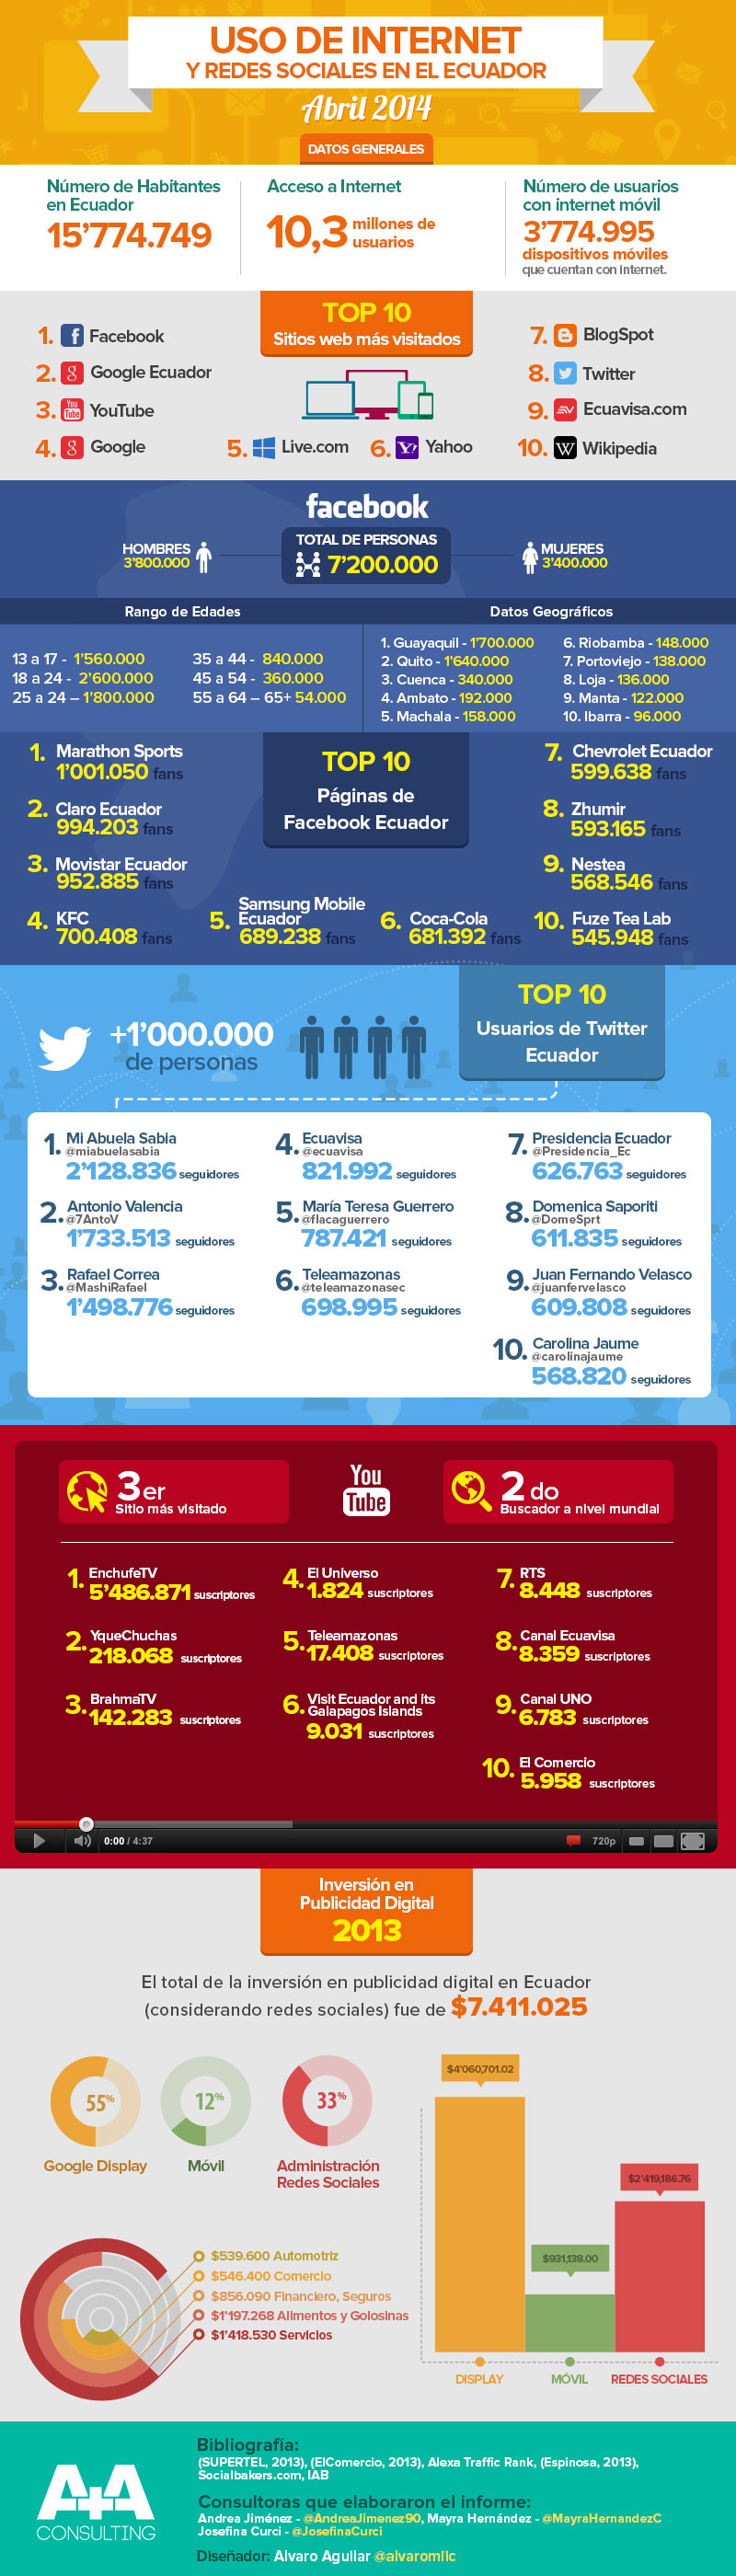 USO DE INTERNET
Y REDES SOCIALES EN EL ECUADOR
Abril 2014
DATOS GENERALES
Número de Habitantes
en Ecuador
15'774.749
Acceso a Internet
10,3 millones de
usuarios
Número de usuarios
con internet móvil
3'774.995
dispositivos móviles
que cuentan con internet.
TOP 10
Sitios web más visitados
1. Facebook
2. Google Ecuador
3. YouTube
4. Google
5. Live.com
6. Yahoo
7. BlogSpot
8. Twitter
9. Ecuavisa.com
10. Wikipedia
facebook
HOMBRES
3'800.000
TOTAL DE PERSONAS
7'200.000
MUJERES
3'400.000
Rango de Edades
13 a 17 - 1'560.000
18 a 24 - 2'600.000
25 a 24 – 1'800.000
35 a 44 - 840.000
45 a 54 - 360.000
55 a 64 – 65+ 54.000
Datos Geográficos
1. Guayaquil - 1'700.000
2. Quito - 1'640.000
3. Cuenca - 340.000
4. Ambato - 192.000
5. Machala - 158.000
6. Riobamba - 148.000
7. Portoviejo - 138.000
8. Loja - 136.000
9. Manta - 122.000
10. Ibarra - 96.000
TOP 10
Páginas de
Facebook Ecuador
1. Marathon Sports
1'001.050 fans
2. Claro Ecuador
994.203 fans
3. Movistar Ecuador
952.885 fans
4. KFC
700.408 fans
5. Samsung Mobile
Ecuador
689.238 fans
6. Coca-Cola
681.392 fans
7. Chevrolet Ecuador
599.638 fans
8. Zhumir
593.165 fans
9. Nestea
568.546 fans
10. Fuze Tea Lab
545.948 fans
+1'000.000
de personas
TOP 10
Usuarios de Twitter
Ecuador
1. Mi Abuela Sabia
@miabuelasabia
2'128.836 seguidores
2. Antonio Valencia
@7AntoV
1'733.513 seguidores
3. Rafael Correa
@MashiRafael
1'498.776 seguidores
4. Ecuavisa
@ecuavisa
821.992 seguidores
5. María Teresa Guerrero
@flacaguerrero
787.421 seguidores
6. Teleamazonas
@teleamazonasec
698.995 seguidores
7. Presidencia Ecuador
@Presidencia_Ec
626.763 seguidores
8. Domenica Saporiti
@DomeSprt
611.835 seguidores
9. Juan Fernando Velasco
@juanfervelasco
609.808 seguidores
10. Carolina Jaume
@carolinajaume
568.820 seguidores
3er
Sitio más visitado
You
Tube
2do
Buscador a nivel mundial
1. EnchufeTV
5'486.871 suscriptores
2. YqueChuchas
218.068 suscriptores
3. BrahmaTV
142.283 suscriptores
4. El Universo
1.824 suscriptores
5. Teleamazonas
17.408 suscriptores
6. Visit Ecuador and its
Galapagos Islands
9.031 suscriptores
7. RTS
8.448 suscriptores
8. Canal Ecuavisa
8.359 suscriptores
9. Canal UNO
6.783 suscriptores
10. El Comercio
5.958 suscriptores
0:00 / 4:37
720p
Inversión en
Publicidad Digital
2013
El total de la inversión en publicidad digital en Ecuador
(considerando redes sociales) fue de $7.411.025
55%
Google Display
12%
Móvil
33%
Administración
Redes Sociales
$4'060,701.02
$931,138.00
$2'419,186.76
DISPLAY
MÓVIL
REDES SOCIALES
$539.600 Automotriz
$546.400 Comercio
$856.090 Financiero, Seguros
$1'197.268 Alimentos y Golosinas
$1'418.530 Servicios
A+A
CONSULTING
Bibliografía:
(SUPERTEL, 2013), (ElComercio, 2013), Alexa Traffic Rank, (Espinosa, 2013),
Socialbakers.com, IAB
Consultoras que elaboraron el informe:
Andrea Jiménez - @AndreaJimenez90, Mayra Hernández - @MayraHernandezC
Josefina Curci - @JosefinaCurci
Diseñador: Alvaro Aguilar @alvaromllc